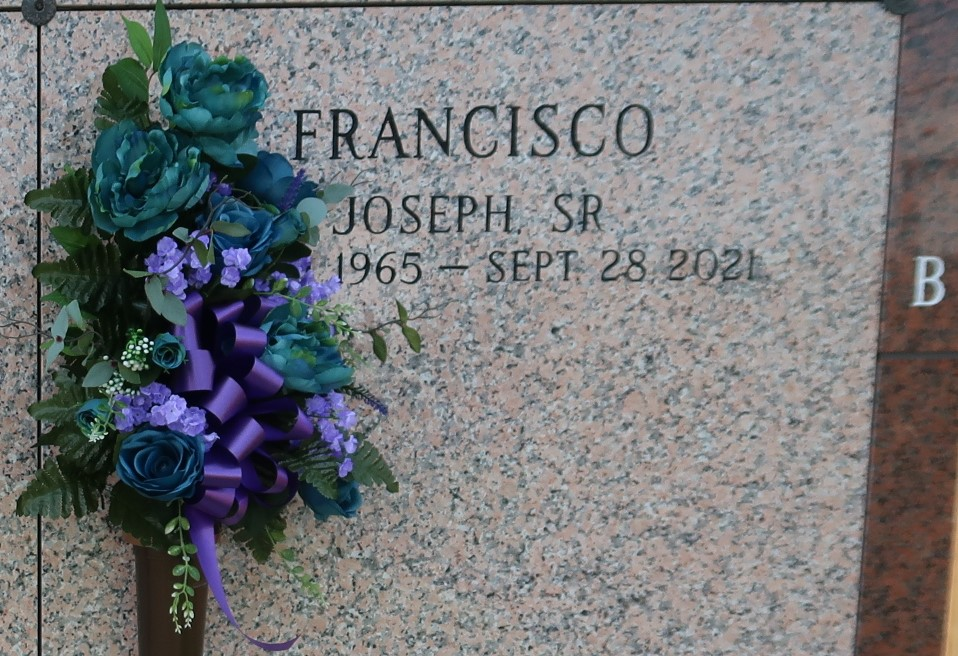 FRANCISCO
JOSEPH, SR
1965 – SEPT 28 2021
B